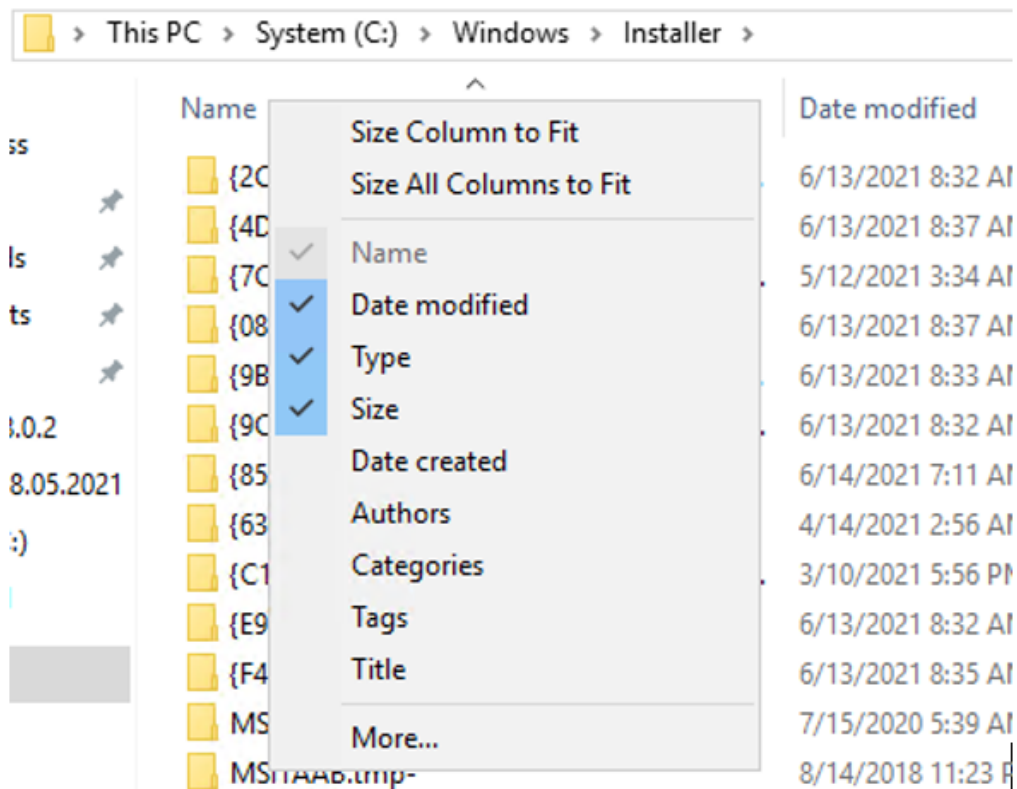 This PC > System (C:) > Windows > Installer >
Name
Date modified
Size Column to Fit
Size All Columns to Fit
Name
Date modified
Type
Size
Date created
Authors
Categories
Tags
Title
More...
ss
ls
ts
3.0.2
8.05.2021
:)
{2C
6/13/2021 8:32 AM
{4D
6/13/2021 8:37 AM
{7C
5/12/2021 3:34 AM
{08
6/13/2021 8:37 AM
{9B
6/13/2021 8:33 AM
{9C
6/13/2021 8:32 AM
{85
6/14/2021 7:11 AM
{63
4/14/2021 2:56 AM
{C1
3/10/2021 5:56 PM
{E9
6/13/2021 8:32 AM
{F4
6/13/2021 8:35 AM
MS
7/15/2020 5:39 AM
8/14/2018 11:23